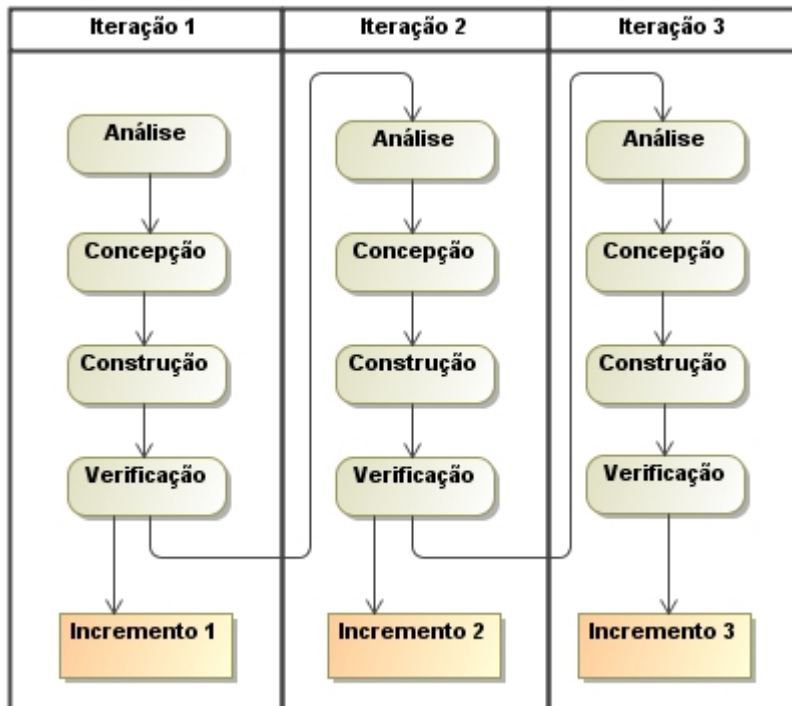 Iteração 1
Iteração 2
Iteração 3
Análise
Concepção
Construção
Verificação
Incremento 1
Análise
Concepção
Construção
Verificação
Incremento 2
Análise
Concepção
Construção
Verificação
Incremento 3